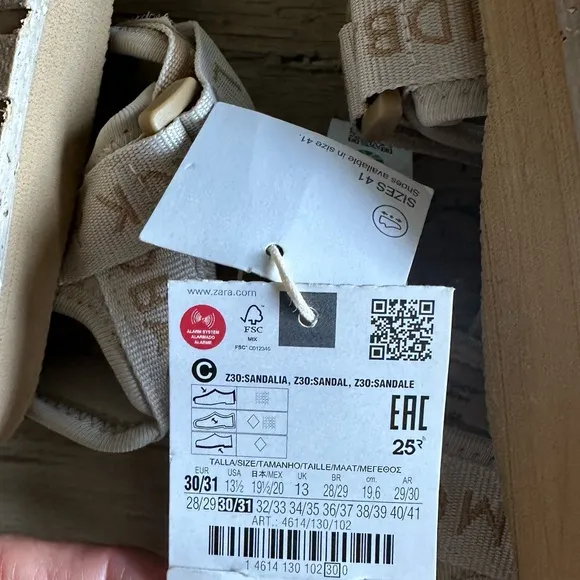 DB
SIZES 41
Shoes available in size 41.
www.zara.com
ALARM SYSTEM
ALARMADO
ALARME
FSC
MIX
FSC® C012345
C
Z30:SANDALIA, Z30:SANDAL, Z30:SANDALE
EAC
25
TALLA/SIZE/TAMANHO/TAILLE/MAAT/ΜΕΓΕΘΟΣ
EUR USA 日本/MEX UK BR cm. AR
30/31 13½ 19½/20 13 28/29 19,6 29/30
28/29 30/31 32/33 34/35 36/37 38/39 40/41
ART.: 4614/130/102
1 4614 130 102 30 0